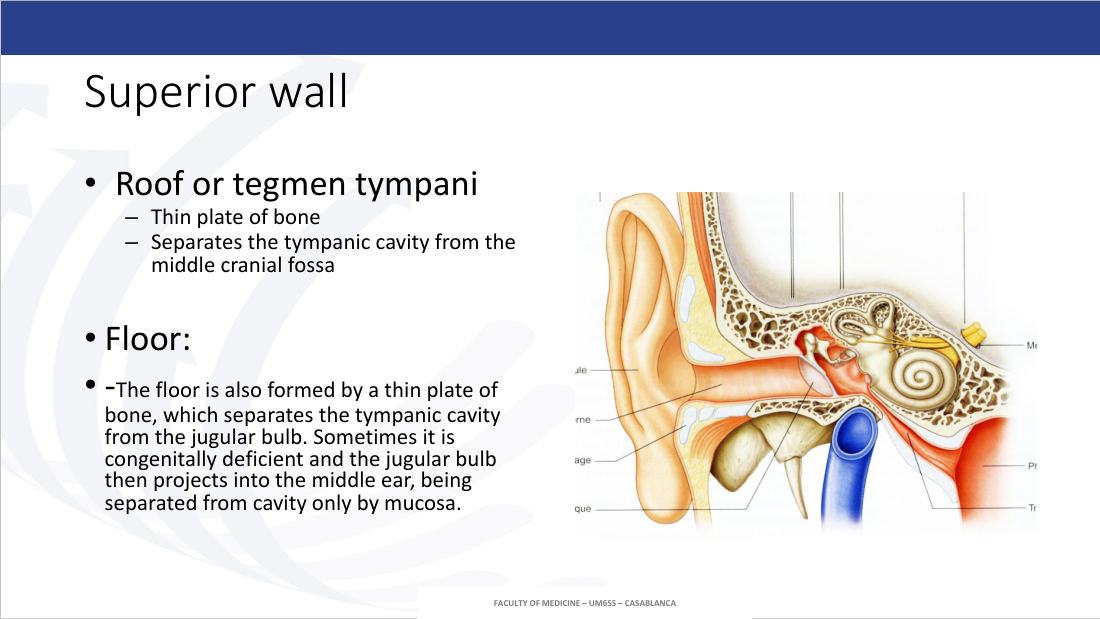 Superior wall
• Roof or tegmen tympani
– Thin plate of bone
– Separates the tympanic cavity from the
middle cranial fossa
• Floor:
• -The floor is also formed by a thin plate of
bone, which separates the tympanic cavity
from the jugular bulb. Sometimes it is
congenitally deficient and the jugular bulb
then projects into the middle ear, being
separated from cavity only by mucosa.
Me
ule
rne
age
Ph
que
Tr
FACULTY OF MEDICINE – UM6SS – CASABLANCA